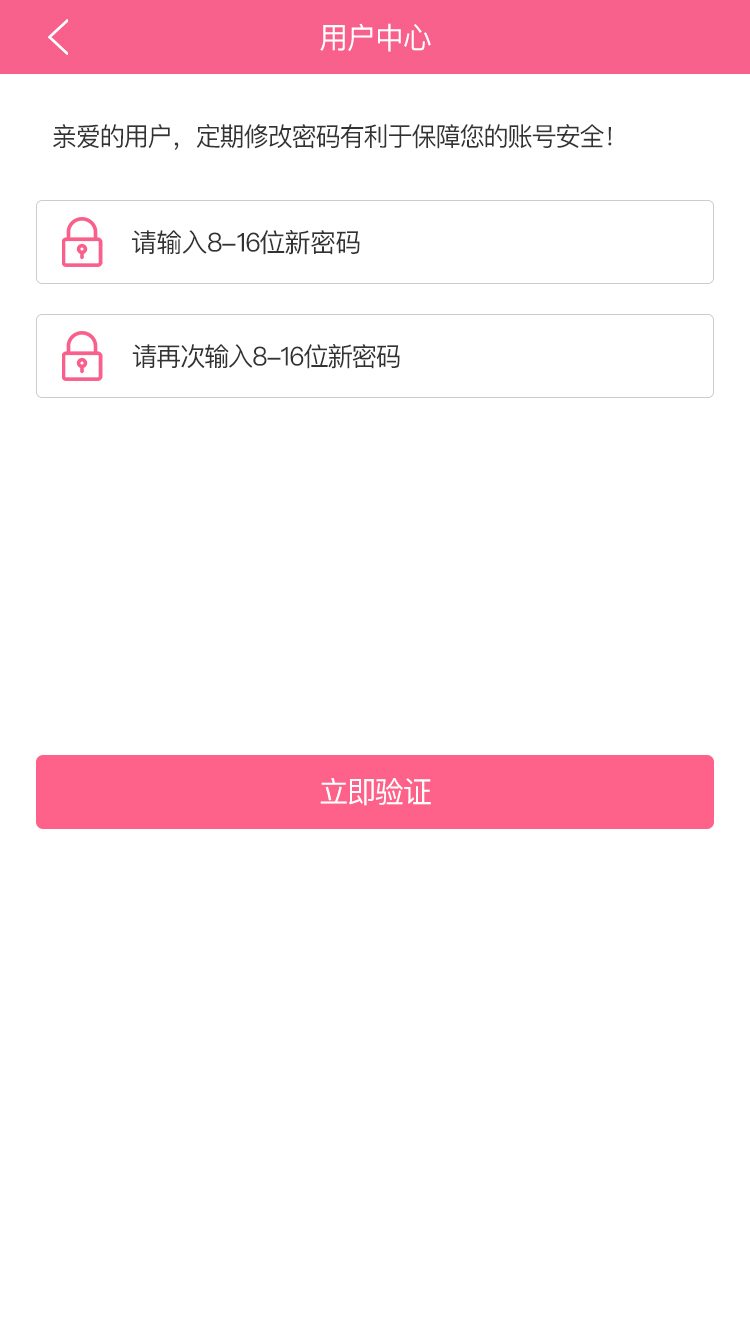 用户中心
亲爱的用户，定期修改密码有利于保障您的账号安全！
请输入8–16位新密码
请再次输入8–16位新密码
立即验证